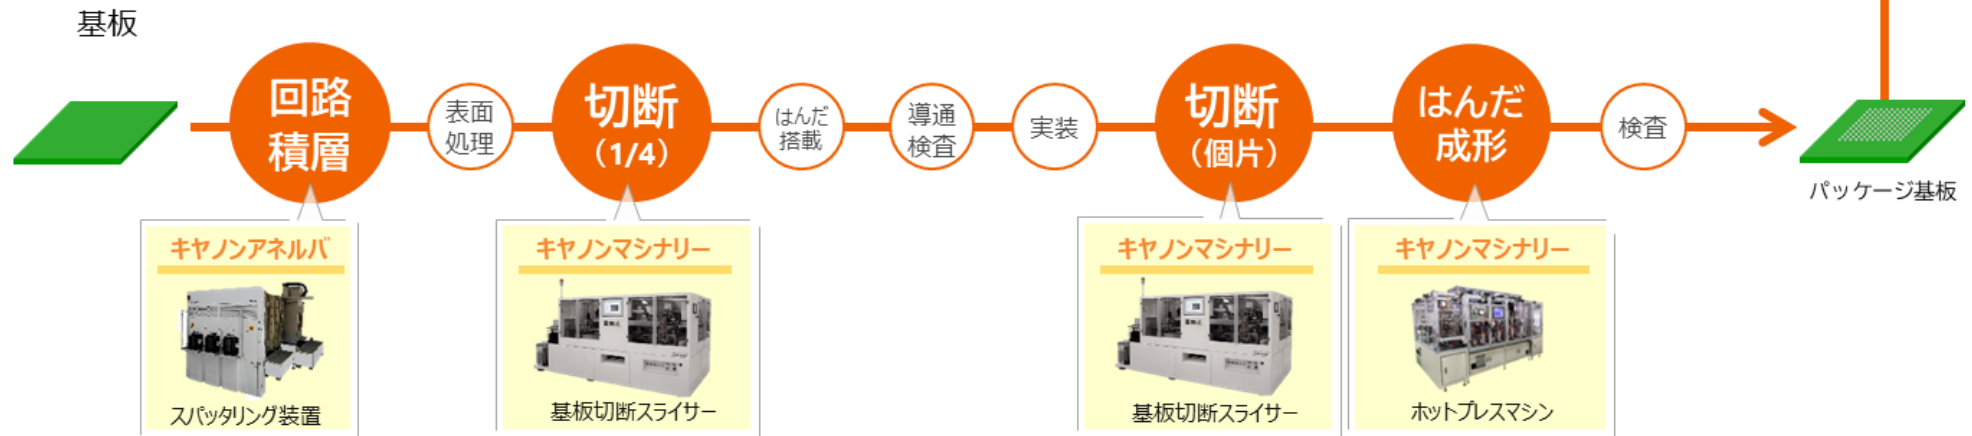 基板
回路
積層
表面
処理
切断
（1/4）
はんだ
搭載
導通
検査
実装
切断
（個片）
はんだ
成形
検査
パッケージ基板
キヤノンアネルバ
スパッタリング装置
キヤノンマシナリー
基板切断スライサー
キヤノンマシナリー
基板切断スライサー
キヤノンマシナリー
ホットプレスマシン